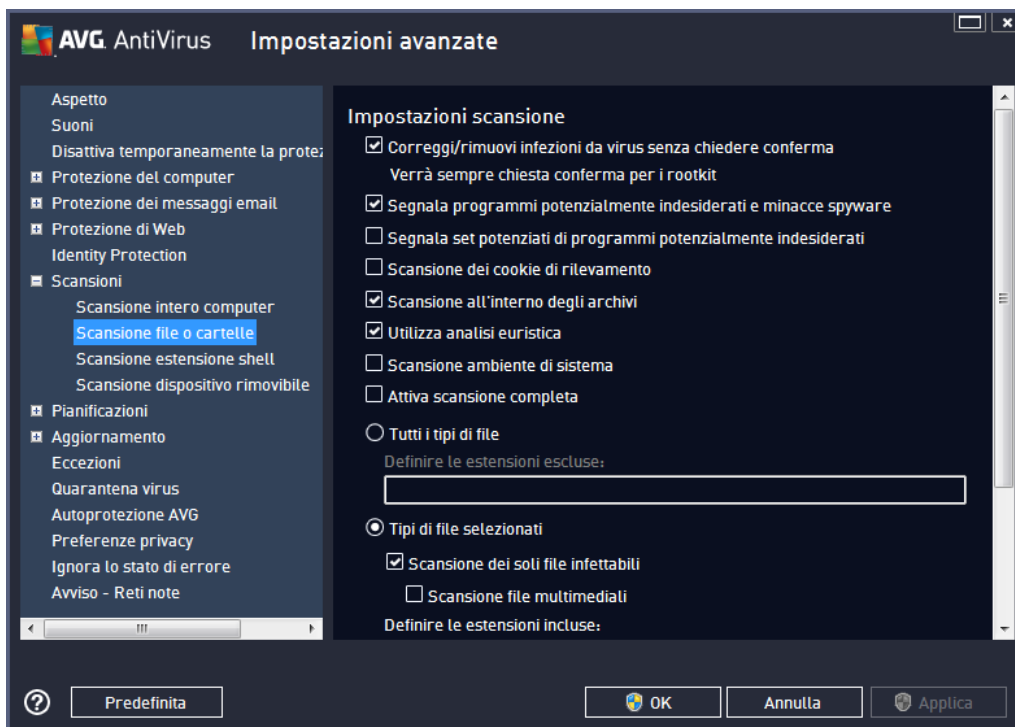 AVG AntiVirus Impostazioni avanzate
Aspetto
Suoni
Disattiva temporaneamente la protez
Protezione del computer
Protezione dei messaggi email
Protezione di Web
Identity Protection
Scansioni
Scansione intero computer
Scansione file o cartelle
Scansione estensione shell
Scansione dispositivo rimovibile
Pianificazioni
Aggiornamento
Eccezioni
Quarantena virus
Autoprotezione AVG
Preferenze privacy
Ignora lo stato di errore
Avviso - Reti note
Impostazioni scansione
Correggi/rimuovi infezioni da virus senza chiedere conferma
Verrà sempre chiesta conferma per i rootkit
Segnala programmi potenzialmente indesiderati e minacce spyware
Segnala set potenziati di programmi potenzialmente indesiderati
Scansione dei cookie di rilevamento
Scansione all'interno degli archivi
Utilizza analisi euristica
Scansione ambiente di sistema
Attiva scansione completa
Tutti i tipi di file
Definire le estensioni escluse:
Tipi di file selezionati
Scansione dei soli file infettabili
Scansione file multimediali
Definire le estensioni incluse:
? Predefinita OK Annulla Applica